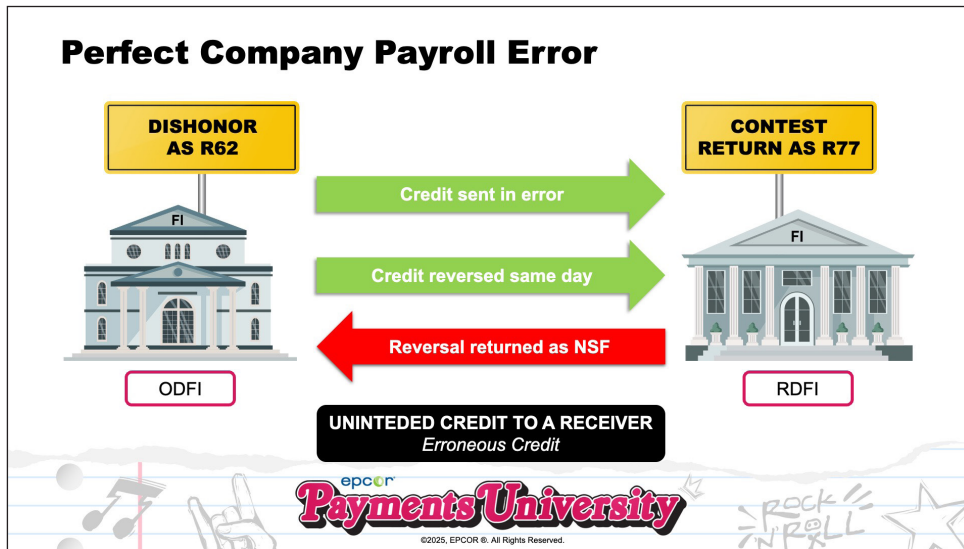 Perfect Company Payroll Error
DISHONOR
AS R62
CONTEST
RETURN AS R77
FI
FI
Credit sent in error
Credit reversed same day
Reversal returned as NSF
ODFI
RDFI
UNINTEDED CREDIT TO A RECEIVER
Erroneous Credit
epcor
Payments University
ROCK
'N' ROLL
©2025, EPCOR ®. All Rights Reserved.